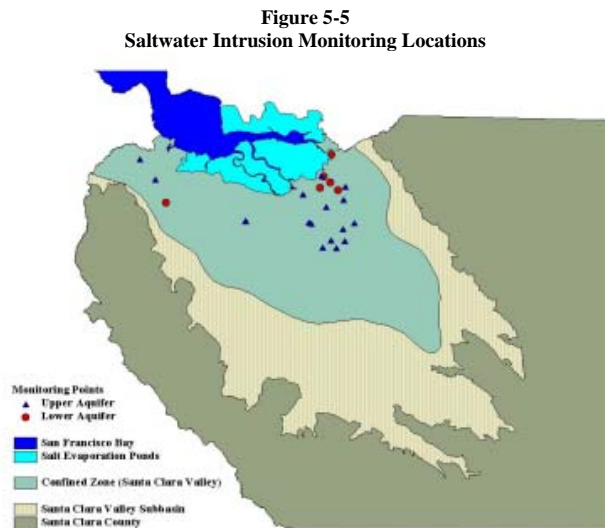 Figure 5-5
Saltwater Intrusion Monitoring Locations
Monitoring Points
Upper Aquifer
Lower Aquifer
San Francisco Bay
Salt Evaporation Ponds
Confined Zone (Santa Clara Valley)
Santa Clara Valley Subbasin
Santa Clara County